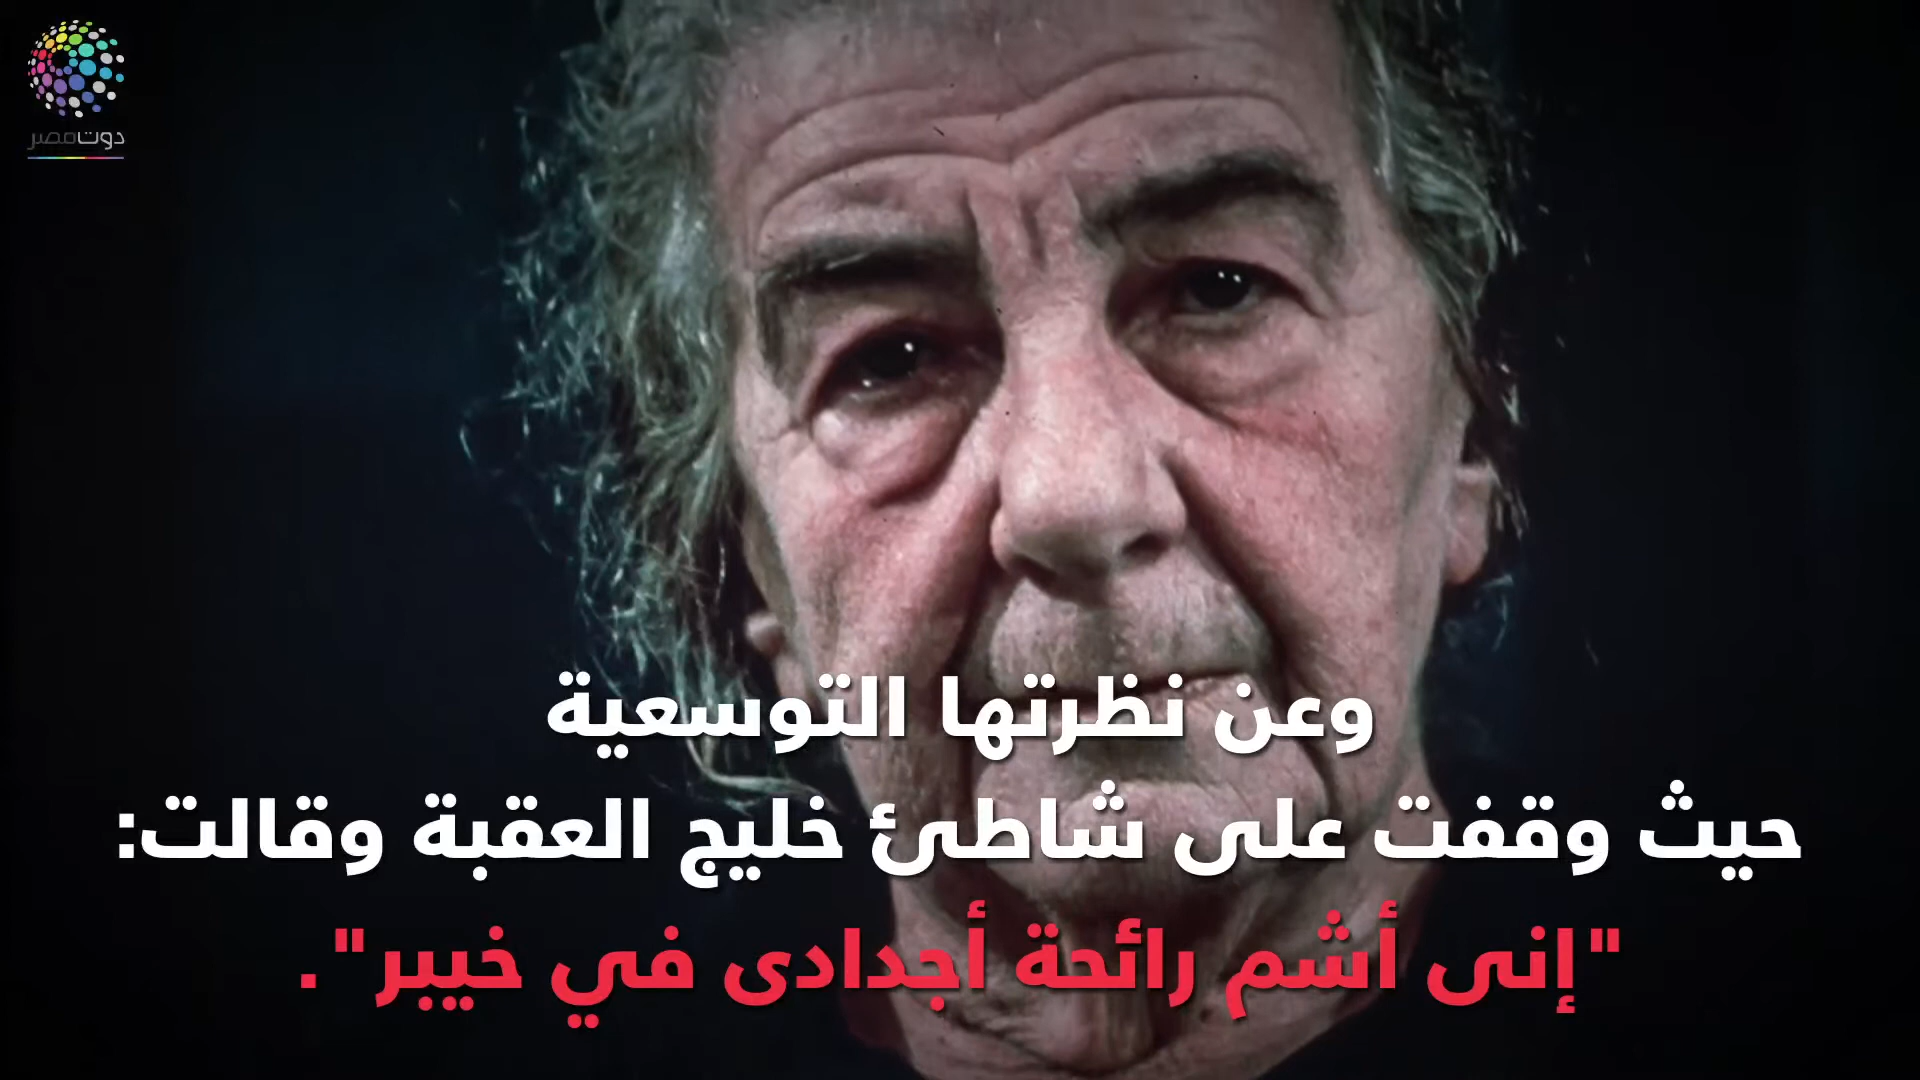 دوت مصر
وعن نظرتها التوسعية
حيث وقفت على شاطئ خليج العقبة وقالت:
"إنى أشم رائحة أجدادى في خيبر".